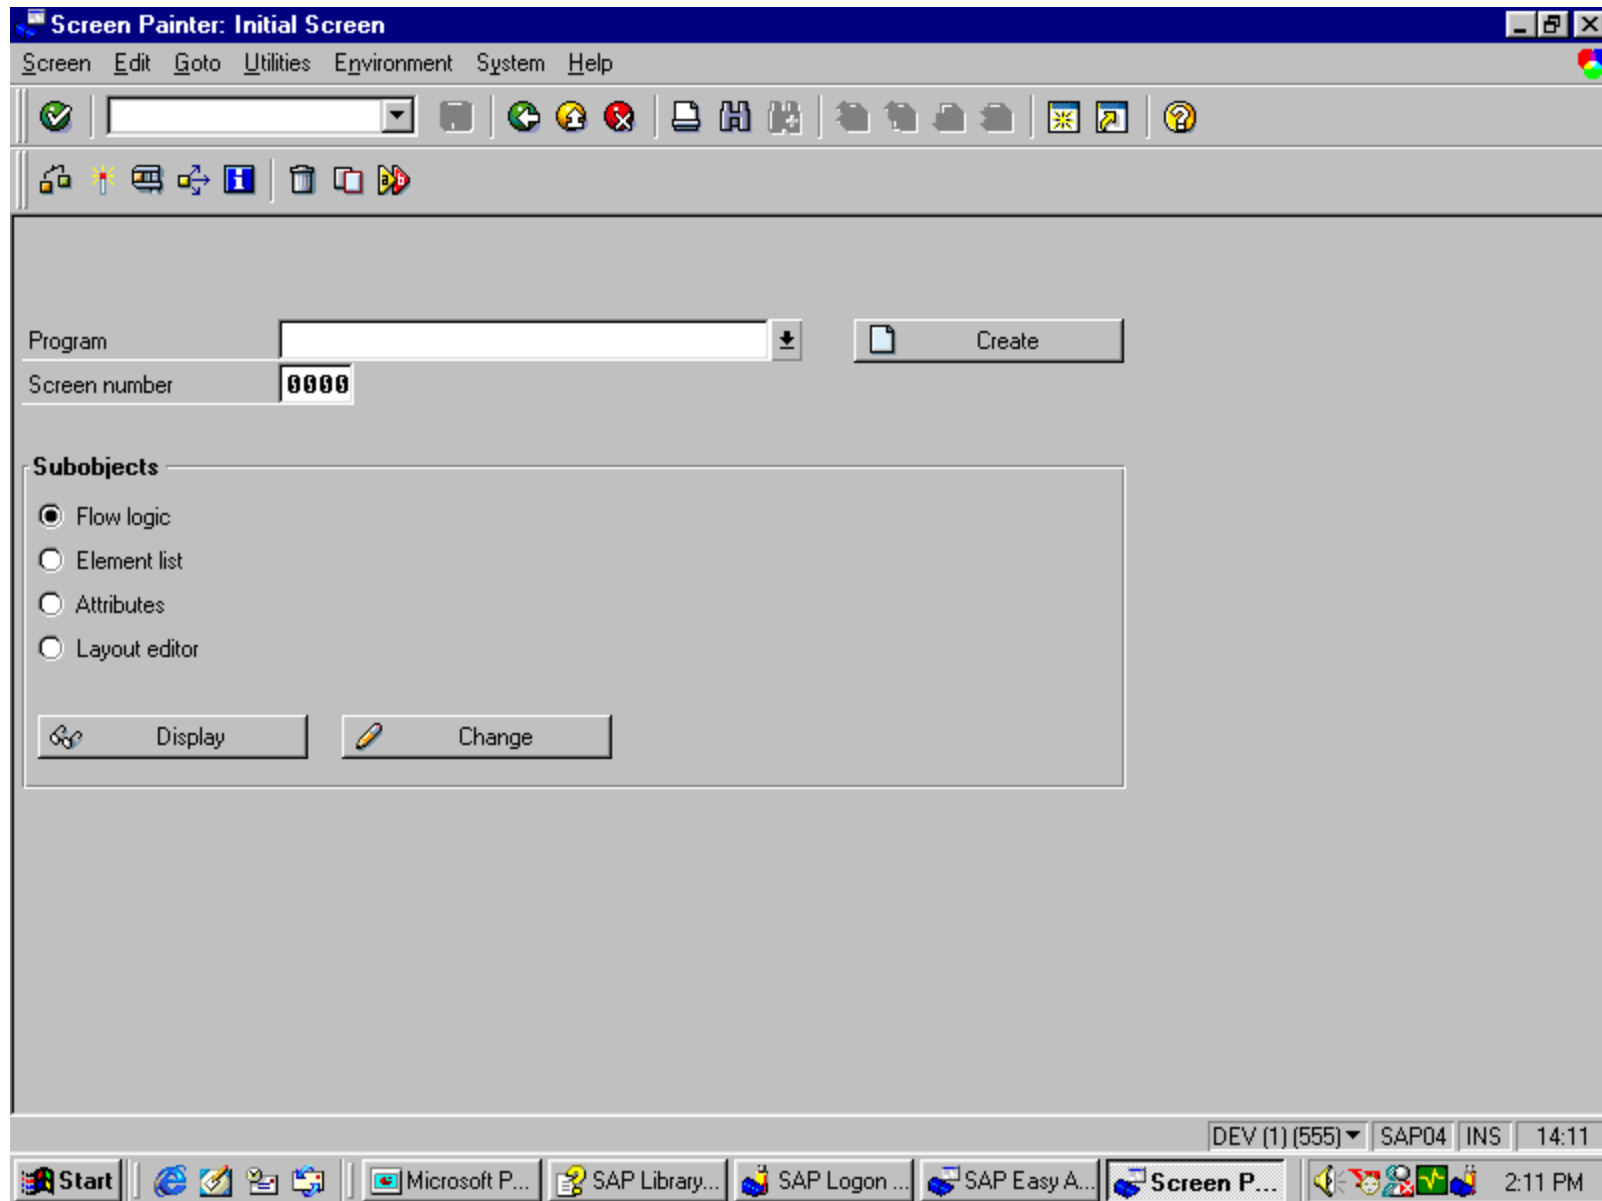 Screen Painter: Initial Screen
Screen Edit Goto Utilities Environment System Help
Program
Create
Screen number 0000
Subobjects
Flow logic
Element list
Attributes
Layout editor
Display Change
DEV (1) (555) SAP04 INS 14:11
Start Microsoft P... SAP Library... SAP Logon ... SAP Easy A... Screen P... 2:11 PM